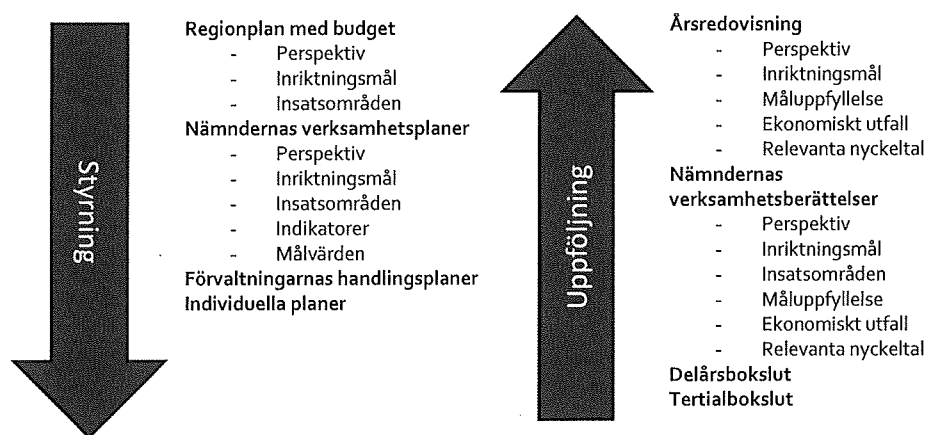 Styrning
Regionplan med budget
- Perspektiv
- Inriktningsmål
- Insatsområden
Nämndernas verksamhetsplaner
- Perspektiv
- Inriktningsmål
- Insatsområden
- Indikatorer
- Målvärden
Förvaltningarnas handlingsplaner
Individuella planer
Uppföljning
Årsredovisning
- Perspektiv
- Inriktningsmål
- Måluppfyllelse
- Ekonomiskt utfall
- Relevanta nyckeltal
Nämndernas
verksamhetsberättelser
- Perspektiv
- Inriktningsmål
- Insatsområden
- Måluppfyllelse
- Ekonomiskt utfall
- Relevanta nyckeltal
Delårsbokslut
Tertialbokslut